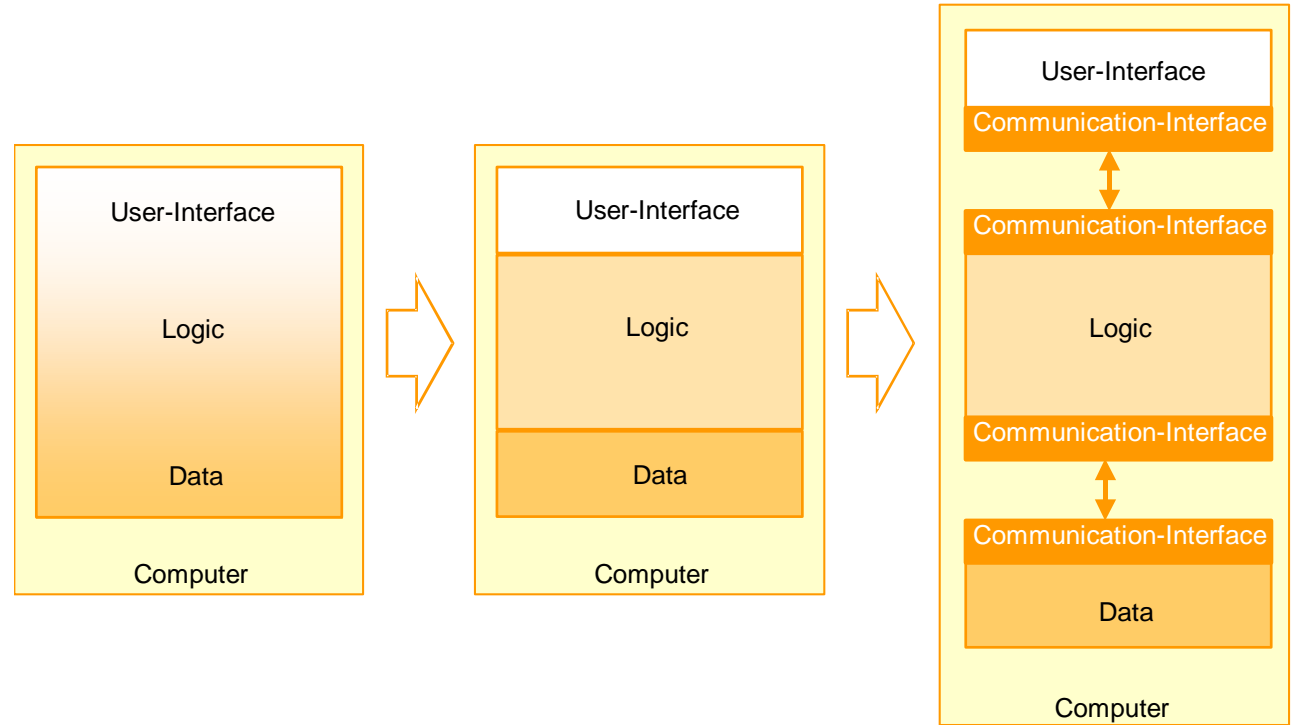 User-Interface
Logic
Data
Computer
User-Interface
Logic
Data
Computer
User-Interface
Communication-Interface
Communication-Interface
Logic
Communication-Interface
Communication-Interface
Data
Computer